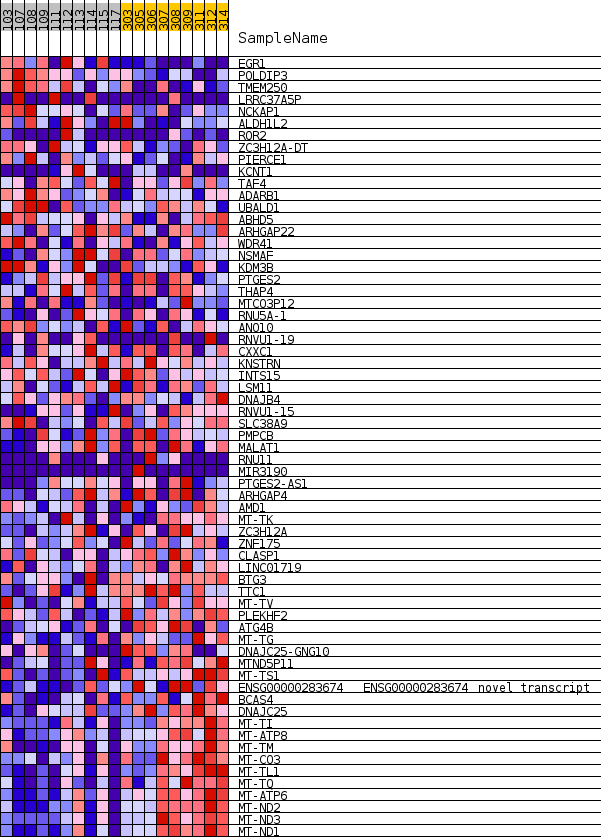 103 107 108 109 111 112 113 114 115 117 303 305 306 307 308 309 311 312 314
SampleName
EGR1
POLDIP3
TMEM250
LRRC37A5P
NCKAP1
ALDH1L2
ROR2
ZC3H12A-DT
PIERCE1
KCNT1
TAF4
ADARB1
UBALD1
ABHD5
ARHGAP22
WDR41
NSMAF
KDM3B
PTGES2
THAP4
MTCO3P12
RNU5A-1
ANO10
RNVU1-19
CXXC1
KNSTRN
INTS15
LSM11
DNAJB4
RNVU1-15
SLC38A9
PMPCB
MALAT1
RNU11
MIR3190
PTGES2-AS1
ARHGAP4
AMD1
MT-TK
ZC3H12A
ZNF175
CLASP1
LINC01719
BTG3
TTC1
MT-TV
PLEKHF2
ATG4B
MT-TG
DNAJC25-GNG10
MTND5P11
MT-TS1
ENSG00000283674 ENSG00000283674 novel transcript
BCAS4
DNAJC25
MT-TI
MT-ATP8
MT-TM
MT-CO3
MT-TL1
MT-TQ
MT-ATP6
MT-ND2
MT-ND3
MT-ND1